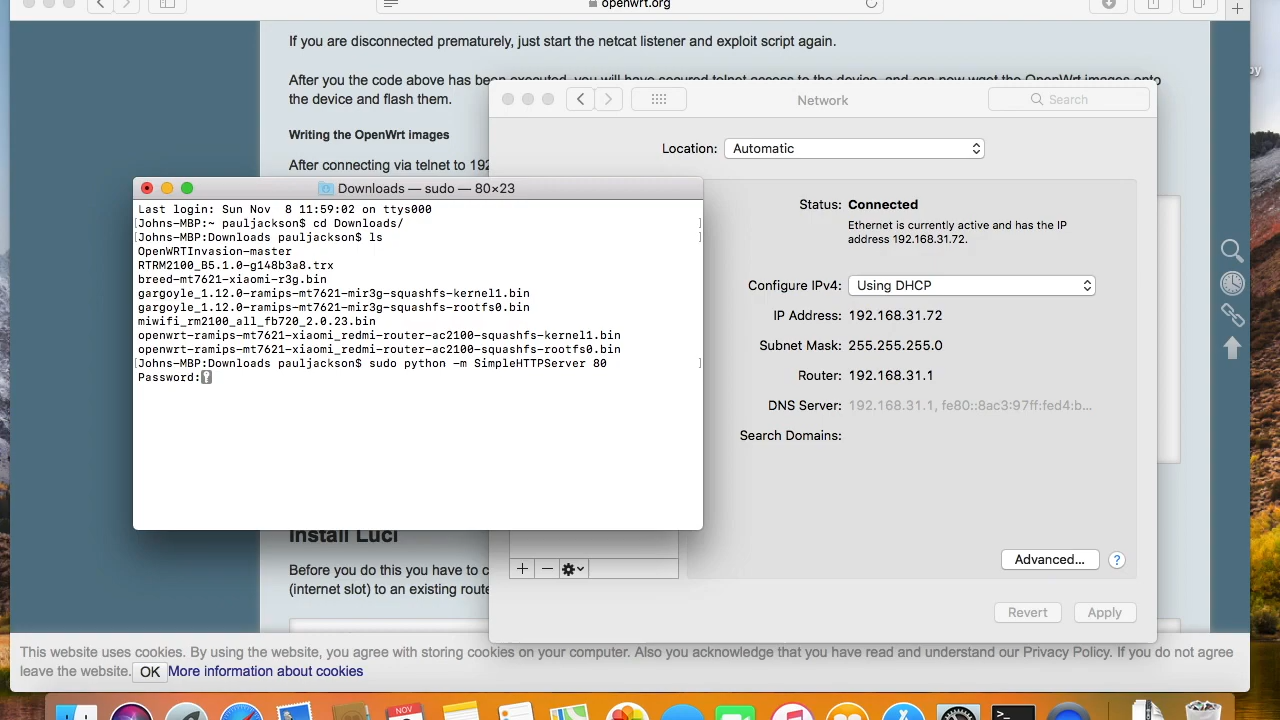 openwrt.org
If you are disconnected prematurely, just start the netcat listener and exploit script again.
After you the code above has been executed, you will have secured telnet access to the device, and can now wget the OpenWrt images onto
the device and flash them.
Writing the OpenWrt images
After connecting via telnet to 192
Network
Search
Location: Automatic
Downloads — sudo — 80×23
Last login: Sun Nov  8 11:59:02 on ttys000
[Johns-MBP:~ pauljackson$ cd Downloads/ ]
[Johns-MBP:Downloads pauljackson$ ls ]
OpenWRTInvasion-master
RTRM2100_B5.1.0-g148b3a8.trx
breed-mt7621-xiaomi-r3g.bin
gargoyle_1.12.0-ramips-mt7621-mir3g-squashfs-kernel1.bin
gargoyle_1.12.0-ramips-mt7621-mir3g-squashfs-rootfs0.bin
miwifi_rm2100_all_fb720_2.0.23.bin
openwrt-ramips-mt7621-xiaomi_redmi-router-ac2100-squashfs-kernel1.bin
openwrt-ramips-mt7621-xiaomi_redmi-router-ac2100-squashfs-rootfs0.bin
[Johns-MBP:Downloads pauljackson$ sudo python -m SimpleHTTPServer 80 ]
Password:
Status: Connected
Ethernet is currently active and has the IP
address 192.168.31.72.
Configure IPv4: Using DHCP
IP Address: 192.168.31.72
Subnet Mask: 255.255.255.0
Router: 192.168.31.1
DNS Server: 192.168.31.1, fe80::8ac3:97ff:fed4:b...
Search Domains:
Advanced... ?
Revert Apply
Install Luci
Before you do this you have to c
(internet slot) to an existing route
This website uses cookies. By using the website, you agree with storing cookies on your computer. Also you acknowledge that you have read and understand our Privacy Policy. If you do not agree
leave the website. OK More information about cookies
NOV